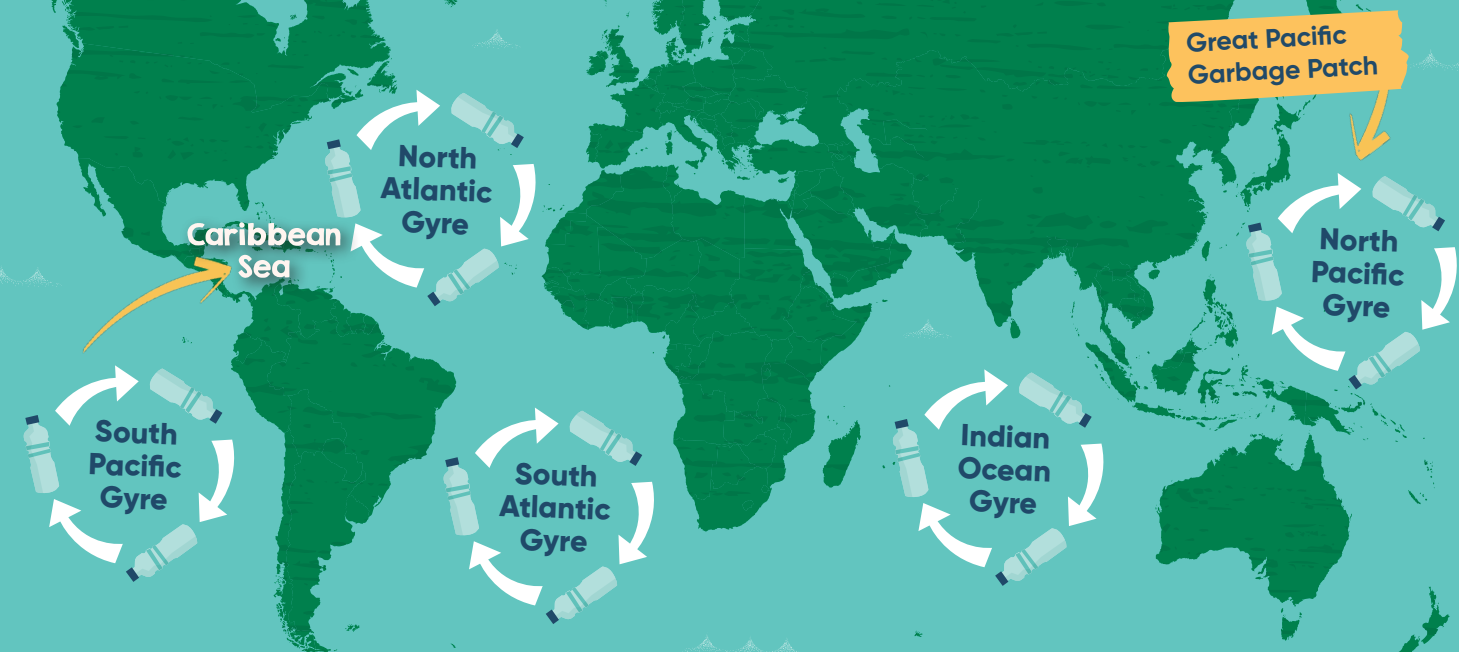 Great Pacific
Garbage Patch
North
Atlantic
Gyre
Caribbean
Sea
North
Pacific
Gyre
South
Pacific
Gyre
South
Atlantic
Gyre
Indian
Ocean
Gyre